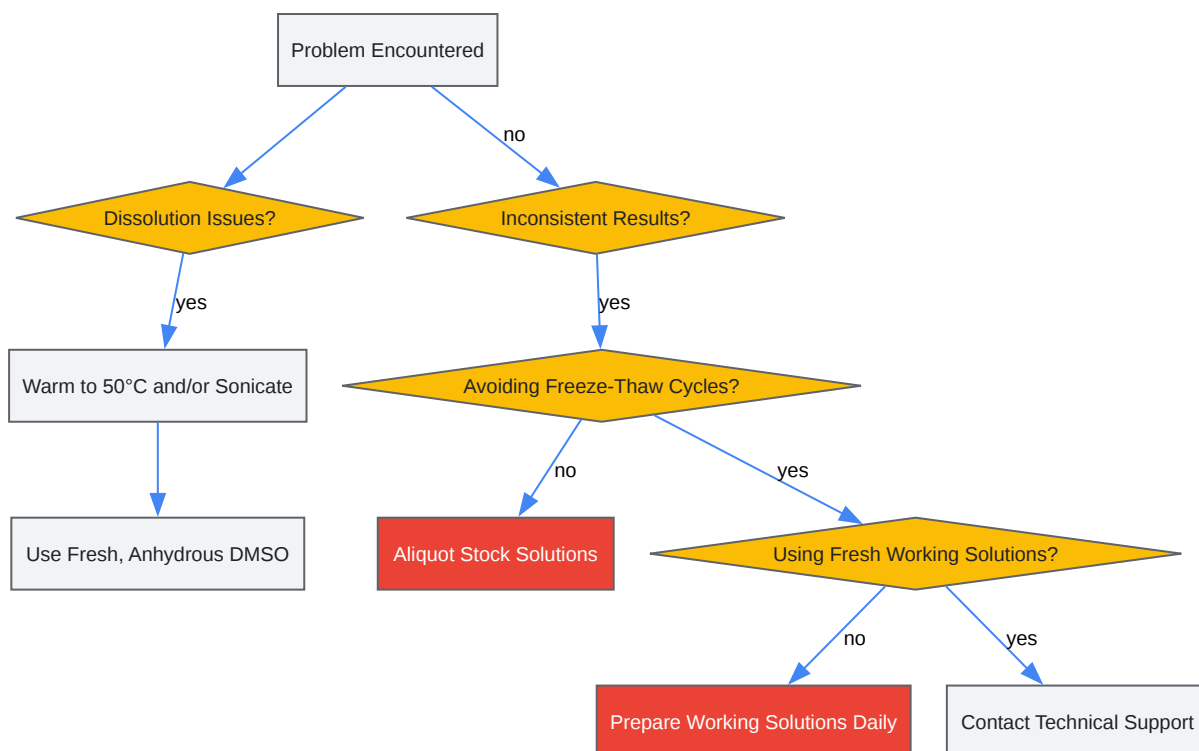 Problem Encountered
no
Dissolution Issues?
Inconsistent Results?
yes
yes
Warm to 50°C and/or Sonicate
Avoiding Freeze-Thaw Cycles?
no
yes
Use Fresh, Anhydrous DMSO
Aliquot Stock Solutions
Using Fresh Working Solutions?
no
yes
Prepare Working Solutions Daily
Contact Technical Support